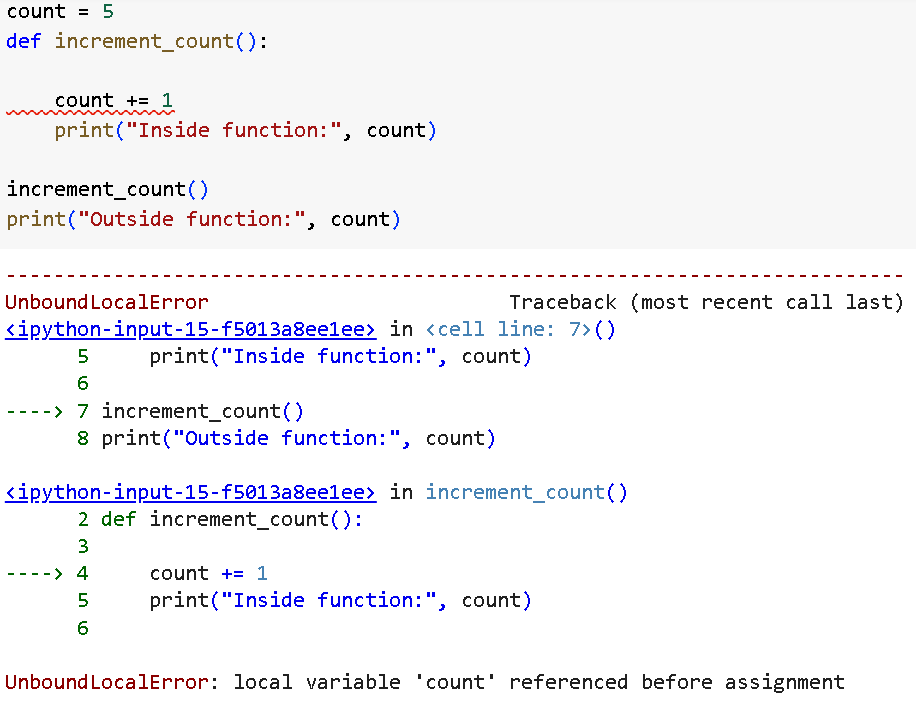 count = 5
def increment_count():
    count += 1
    print("Inside function:", count)
increment_count()
print("Outside function:", count)
---------------------------------------------------------------------------
UnboundLocalError                         Traceback (most recent call last)
<ipython-input-15-f5013a8ee1ee> in <cell line: 7>()
      5     print("Inside function:", count)
      6
----> 7 increment_count()
      8 print("Outside function:", count)
<ipython-input-15-f5013a8ee1ee> in increment_count()
      2 def increment_count():
      3
----> 4     count += 1
      5     print("Inside function:", count)
      6
UnboundLocalError: local variable 'count' referenced before assignment